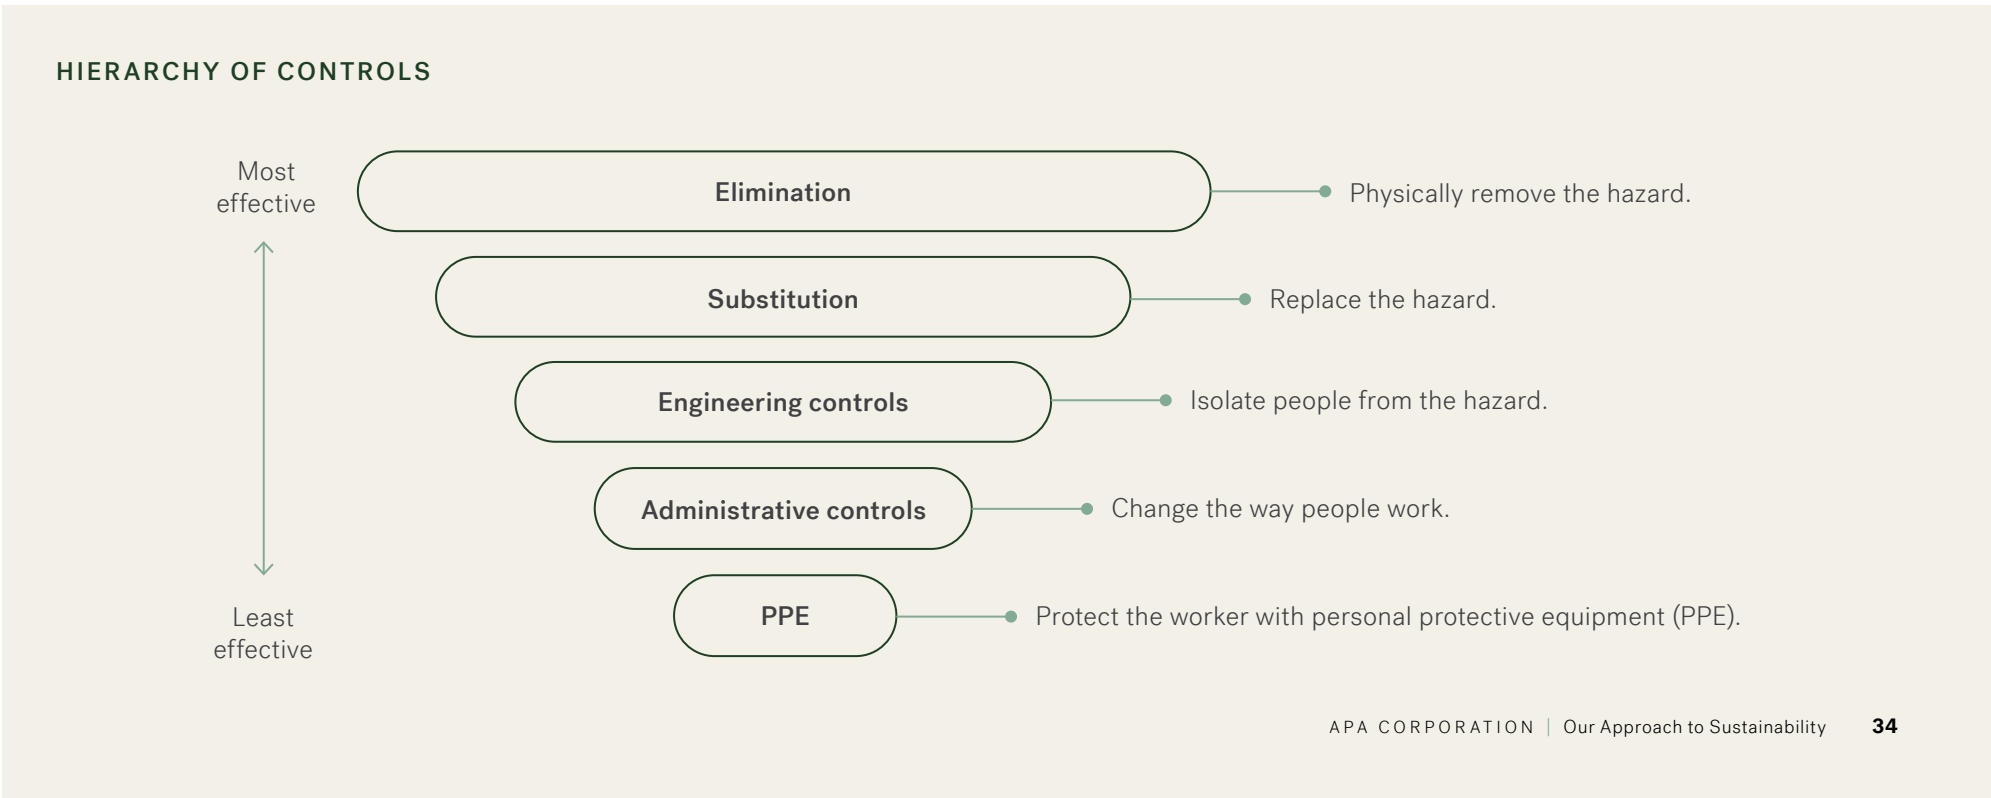 HIERARCHY OF CONTROLS
Most
effective
Elimination
Physically remove the hazard.
Substitution
Replace the hazard.
Engineering controls
Isolate people from the hazard.
Administrative controls
Change the way people work.
PPE
Protect the worker with personal protective equipment (PPE).
Least
effective
APA CORPORATION | Our Approach to Sustainability 34